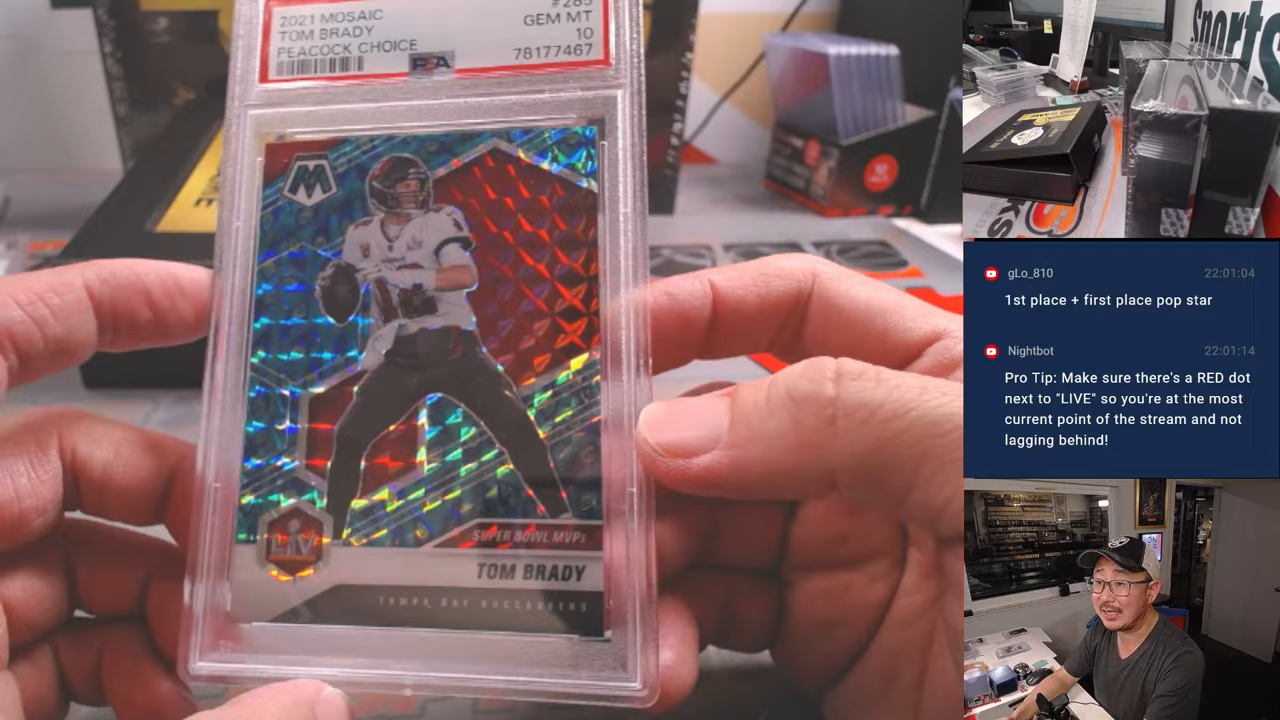 2021 MOSAIC #289
TOM BRADY GEM MT
PEACOCK CHOICE 10
PSA 78177467
M
LIV
SUPER BOWL MVPs
TOM BRADY
TAMPA BAY BUCCANEERS
Sports
gLo_810 22:01:04
1st place + first place pop star
Nightbot 22:01:14
Pro Tip: Make sure there's a RED dot
next to "LIVE" so you're at the most
current point of the stream and not
lagging behind!